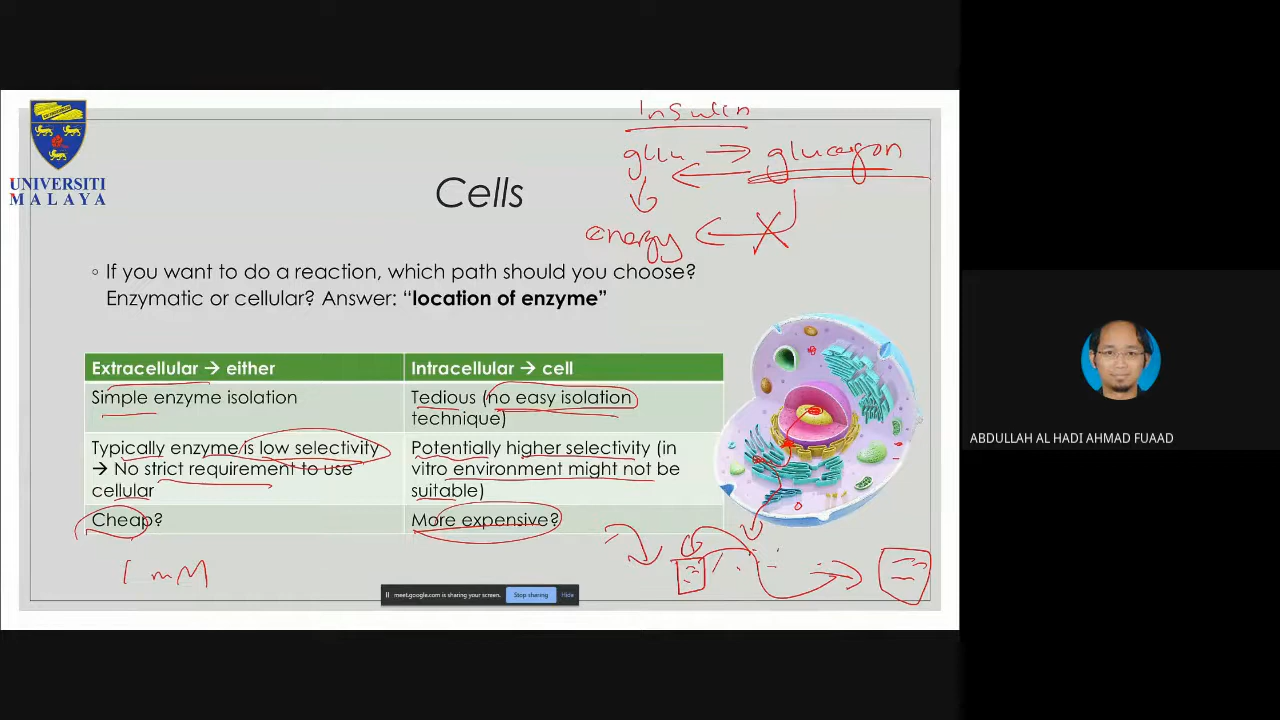 Insulin
glu → glucagon
energy
UNIVERSITI
MALAYA
Cells
◦ If you want to do a reaction, which path should you choose?
Enzymatic or cellular? Answer: “location of enzyme”
Extracellular → either
Intracellular → cell
Simple enzyme isolation
Tedious (no easy isolation
technique)
Typically enzyme is low selectivity
→ No strict requirement to use
cellular
Potentially higher selectivity (in
vitro environment might not be
suitable)
Cheap?
More expensive?
1 mM
meet.google.com is sharing your screen.
Stop sharing
Hide
ABDULLAH AL HADI AHMAD FUAAD